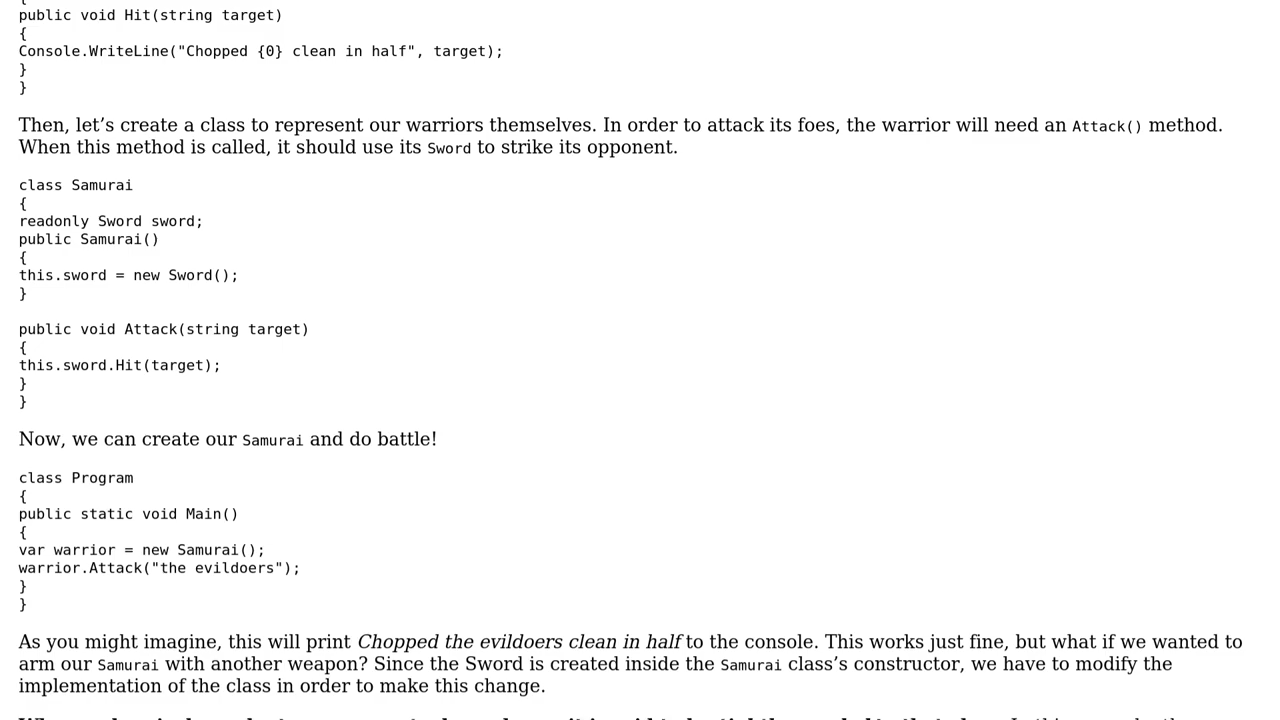 {
public void Hit(string target)
{
Console.WriteLine("Chopped {0} clean in half", target);
}
}
Then, let’s create a class to represent our warriors themselves. In order to attack its foes, the warrior will need an Attack() method.
When this method is called, it should use its Sword to strike its opponent.
class Samurai
{
readonly Sword sword;
public Samurai()
{
this.sword = new Sword();
}
public void Attack(string target)
{
this.sword.Hit(target);
}
}
Now, we can create our Samurai and do battle!
class Program
{
public static void Main()
{
var warrior = new Samurai();
warrior.Attack("the evildoers");
}
}
As you might imagine, this will print Chopped the evildoers clean in half to the console. This works just fine, but what if we wanted to
arm our Samurai with another weapon? Since the Sword is created inside the Samurai class’s constructor, we have to modify the
implementation of the class in order to make this change.